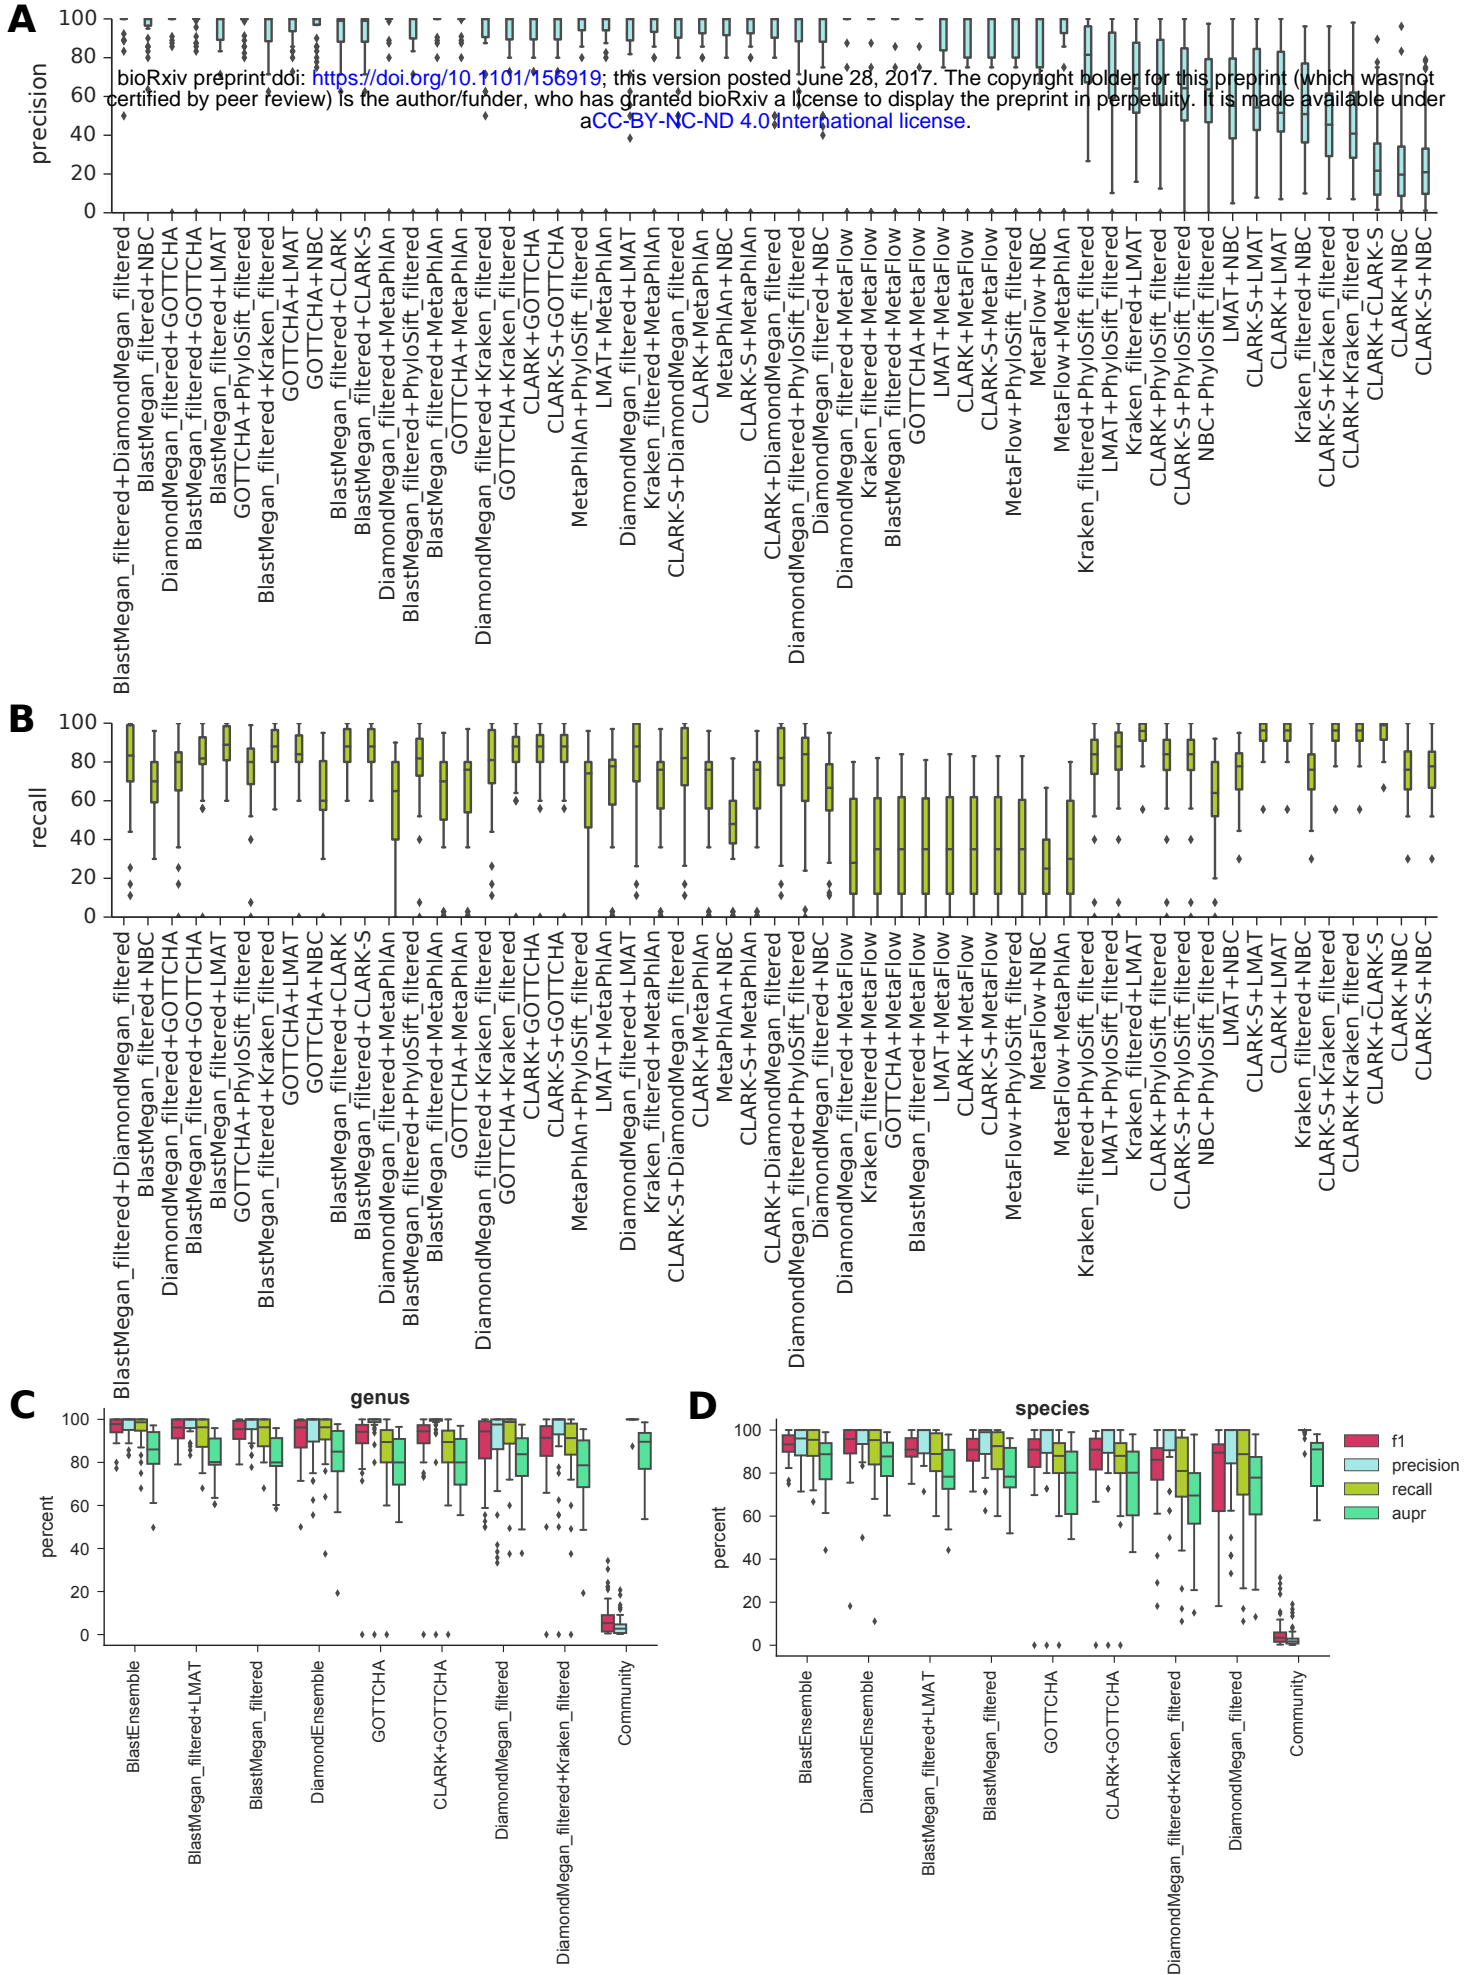 A
100
80
60
40
20
0
precision
bioRxiv preprint doi: https://doi.org/10.1101/156919; this version posted June 28, 2017. The copyright holder for this preprint (which was not
certified by peer review) is the author/funder, who has granted bioRxiv a license to display the preprint in perpetuity. It is made available under
aCC-BY-NC-ND 4.0 International license.
BlastMegan_filtered+DiamondMegan_filtered
BlastMegan_filtered+NBC
DiamondMegan_filtered+GOTTCHA
BlastMegan_filtered+GOTTCHA
BlastMegan_filtered+LMAT
GOTTCHA+PhyloSift_filtered
BlastMegan_filtered+Kraken_filtered
GOTTCHA+LMAT
GOTTCHA+NBC
BlastMegan_filtered+CLARK
BlastMegan_filtered+CLARK-S
DiamondMegan_filtered+MetaPhlAn
BlastMegan_filtered+PhyloSift_filtered
BlastMegan_filtered+MetaPhlAn
GOTTCHA+MetaPhlAn
DiamondMegan_filtered+Kraken_filtered
GOTTCHA+Kraken_filtered
CLARK+GOTTCHA
CLARK-S+GOTTCHA
MetaPhlAn+PhyloSift_filtered
LMAT+MetaPhlAn
DiamondMegan_filtered+LMAT
Kraken_filtered+MetaPhlAn
CLARK-S+DiamondMegan_filtered
CLARK+MetaPhlAn
MetaPhlAn+NBC
CLARK-S+MetaPhlAn
CLARK+DiamondMegan_filtered
DiamondMegan_filtered+PhyloSift_filtered
DiamondMegan_filtered+NBC
DiamondMegan_filtered+MetaFlow
Kraken_filtered+MetaFlow
BlastMegan_filtered+MetaFlow
GOTTCHA+MetaFlow
LMAT+MetaFlow
CLARK+MetaFlow
CLARK-S+MetaFlow
MetaFlow+PhyloSift_filtered
MetaFlow+NBC
MetaFlow+MetaPhlAn
Kraken_filtered+PhyloSift_filtered
LMAT+PhyloSift_filtered
Kraken_filtered+LMAT
CLARK+PhyloSift_filtered
CLARK-S+PhyloSift_filtered
NBC+PhyloSift_filtered
LMAT+NBC
CLARK-S+LMAT
CLARK+LMAT
Kraken_filtered+NBC
CLARK-S+Kraken_filtered
CLARK+Kraken_filtered
CLARK+CLARK-S
CLARK+NBC
CLARK-S+NBC
B
100
80
60
40
20
0
recall
BlastMegan_filtered+DiamondMegan_filtered
BlastMegan_filtered+NBC
DiamondMegan_filtered+GOTTCHA
BlastMegan_filtered+GOTTCHA
BlastMegan_filtered+LMAT
GOTTCHA+PhyloSift_filtered
BlastMegan_filtered+Kraken_filtered
GOTTCHA+LMAT
GOTTCHA+NBC
BlastMegan_filtered+CLARK
BlastMegan_filtered+CLARK-S
DiamondMegan_filtered+MetaPhlAn
BlastMegan_filtered+PhyloSift_filtered
BlastMegan_filtered+MetaPhlAn
GOTTCHA+MetaPhlAn
DiamondMegan_filtered+Kraken_filtered
GOTTCHA+Kraken_filtered
CLARK+GOTTCHA
CLARK-S+GOTTCHA
MetaPhlAn+PhyloSift_filtered
LMAT+MetaPhlAn
DiamondMegan_filtered+LMAT
Kraken_filtered+MetaPhlAn
CLARK-S+DiamondMegan_filtered
CLARK+MetaPhlAn
MetaPhlAn+NBC
CLARK-S+MetaPhlAn
CLARK+DiamondMegan_filtered
DiamondMegan_filtered+PhyloSift_filtered
DiamondMegan_filtered+NBC
DiamondMegan_filtered+MetaFlow
Kraken_filtered+MetaFlow
GOTTCHA+MetaFlow
BlastMegan_filtered+MetaFlow
LMAT+MetaFlow
CLARK+MetaFlow
CLARK-S+MetaFlow
MetaFlow+PhyloSift_filtered
MetaFlow+NBC
MetaFlow+MetaPhlAn
Kraken_filtered+PhyloSift_filtered
LMAT+PhyloSift_filtered
Kraken_filtered+LMAT
CLARK+PhyloSift_filtered
CLARK-S+PhyloSift_filtered
NBC+PhyloSift_filtered
LMAT+NBC
CLARK-S+LMAT
CLARK+LMAT
Kraken_filtered+NBC
CLARK-S+Kraken_filtered
CLARK+Kraken_filtered
CLARK+CLARK-S
CLARK+NBC
CLARK-S+NBC
C
genus
100
80
60
40
20
0
percent
BlastEnsemble
BlastMegan_filtered+LMAT
BlastMegan_filtered
DiamondEnsemble
GOTTCHA
CLARK+GOTTCHA
DiamondMegan_filtered
DiamondMegan_filtered+Kraken_filtered
Community
D
species
100
80
60
40
20
0
percent
BlastEnsemble
DiamondEnsemble
BlastMegan_filtered+LMAT
BlastMegan_filtered
GOTTCHA
CLARK+GOTTCHA
DiamondMegan_filtered+Kraken_filtered
DiamondMegan_filtered
Community
f1
precision
recall
aupr